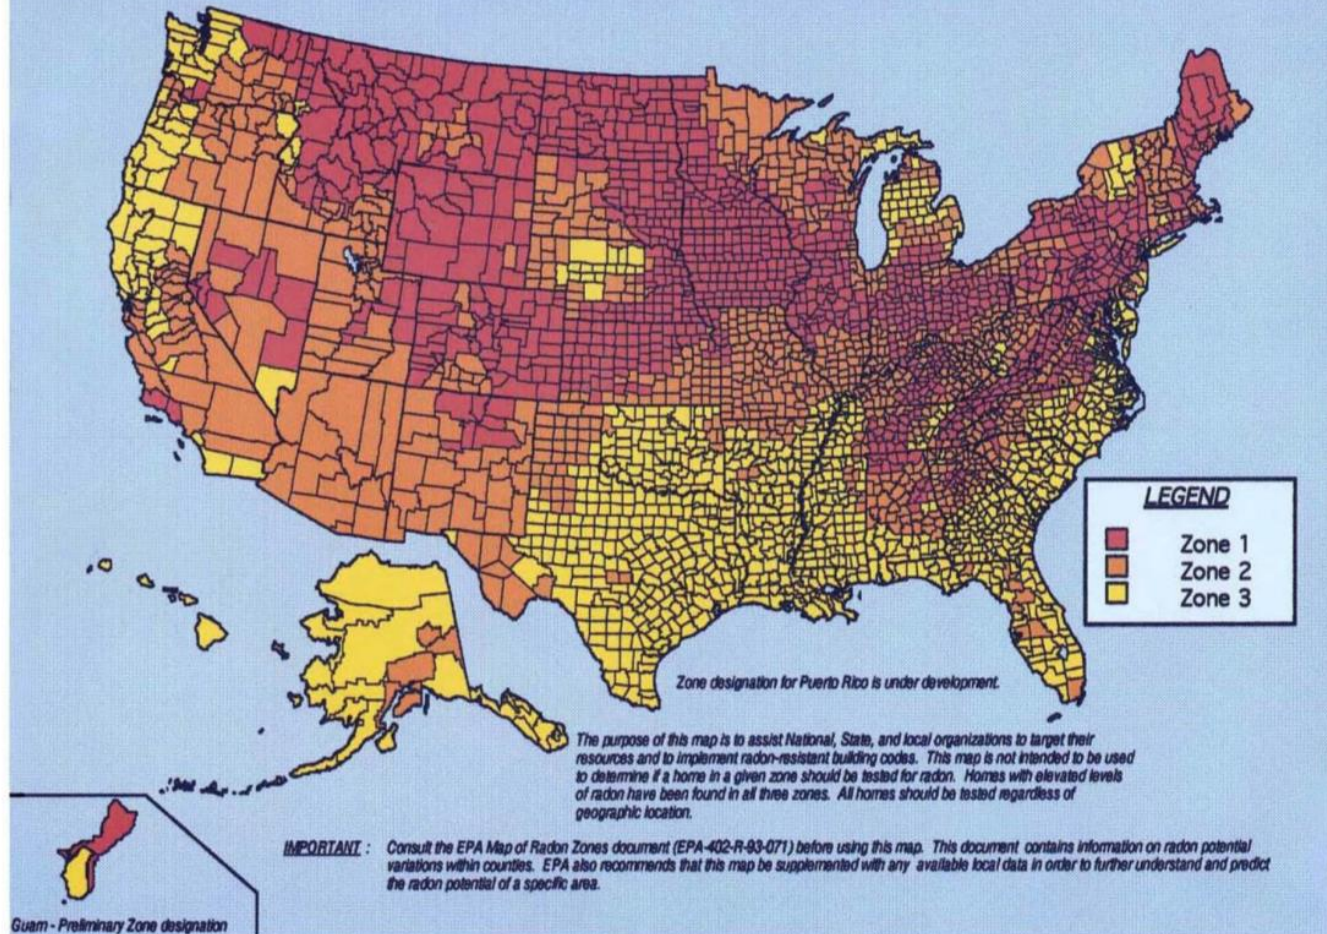 LEGEND
Zone 1
Zone 2
Zone 3
Zone designation for Puerto Rico is under development.
The purpose of this map is to assist National, State, and local organizations to target their
resources and to implement radon-resistant building codes. This map is not intended to be used
to determine if a home in a given zone should be tested for radon. Homes with elevated levels
of radon have been found in all three zones. All homes should be tested regardless of
geographic location.
IMPORTANT : Consult the EPA Map of Radon Zones document (EPA-402-R-93-071) before using this map. This document contains information on radon potential
variations within counties. EPA also recommends that this map be supplemented with any available local data in order to further understand and predict
the radon potential of a specific area.
Guam - Preliminary Zone designation